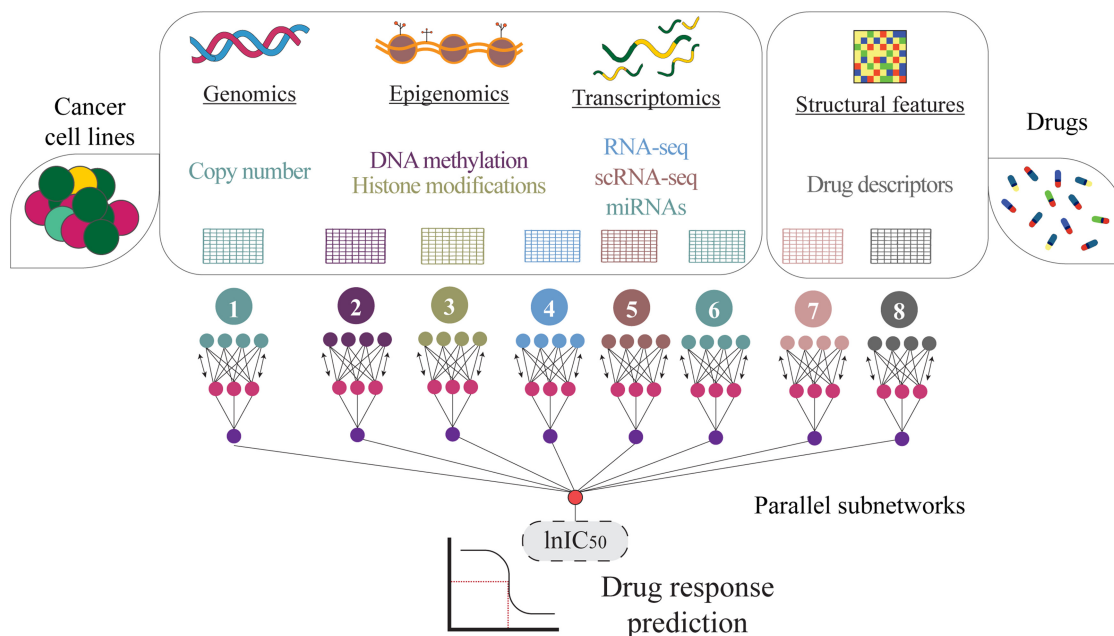 Cancer
cell lines
Genomics
Epigenomics
Transcriptomics
Structural features
Drugs
Copy number
DNA methylation
Histone modifications
RNA-seq
scRNA-seq
miRNAs
Drug descriptors
1
2
3
4
5
6
7
8
Parallel subnetworks
lnIC50
Drug response
prediction